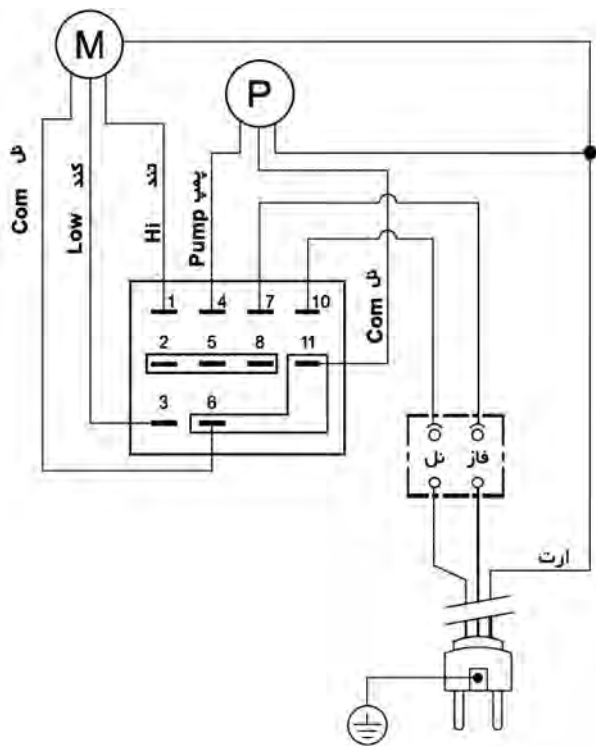 M
P
Com نل
Low کند
Hi تند
Pump پمپ
Com نل
1 4 7 10
2 5 8 11
3 6
نل فاز
ارت